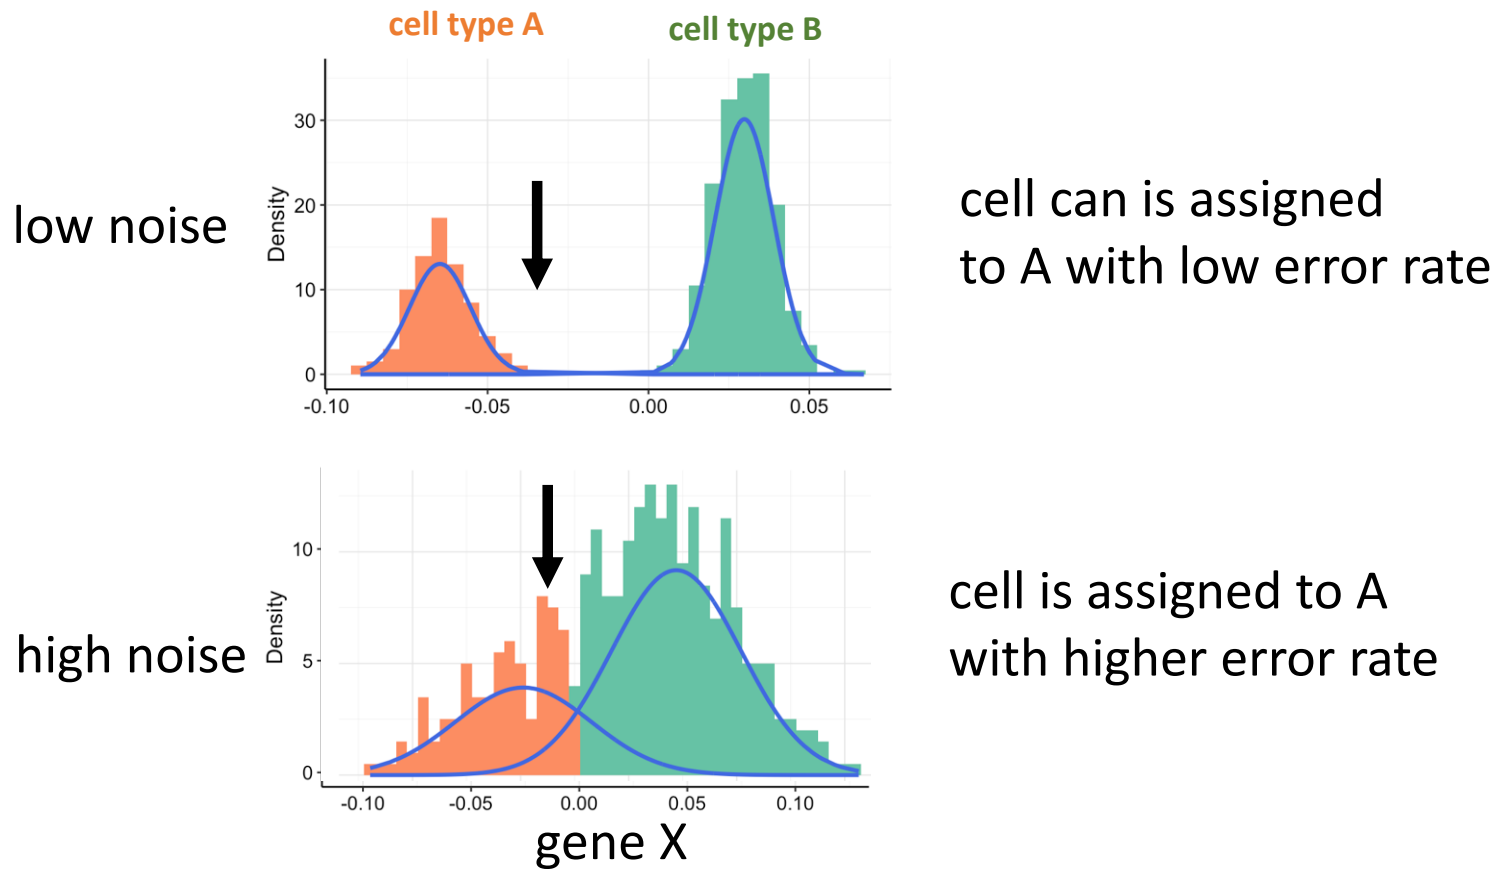 cell type A
cell type B
low noise
Density
30
20
10
0
-0.10
-0.05
0.00
0.05
cell can is assigned
to A with low error rate
high noise
Density
10
5
0
-0.10
-0.05
0.00
0.05
0.10
gene X
cell is assigned to A
with higher error rate